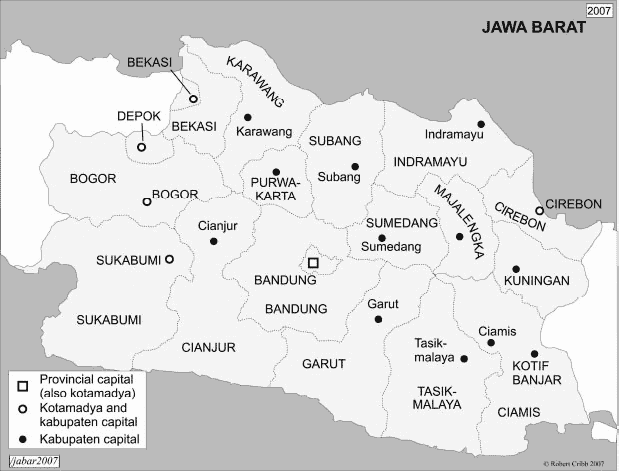 2007
JAWA BARAT
BEKASI
KARAWANG
DEPOK
BEKASI
Karawang
SUBANG
Indramayu
INDRAMAYU
BOGOR
BOGOR
PURWA-
KARTA
Subang
MAJALENGKA
CIREBON
CIREBON
Cianjur
SUMEDANG
Sumedang
SUKABUMI
BANDUNG
KUNINGAN
SUKABUMI
BANDUNG
Garut
CIANJUR
GARUT
Tasik-
malaya
Ciamis
KOTIF
BANJAR
TASIK-
MALAYA
CIAMIS
Provincial capital
(also kotamadya)
Kotamadya and
kabupaten capital
Kabupaten capital
/jabar2007
© Robert Cribb 2007